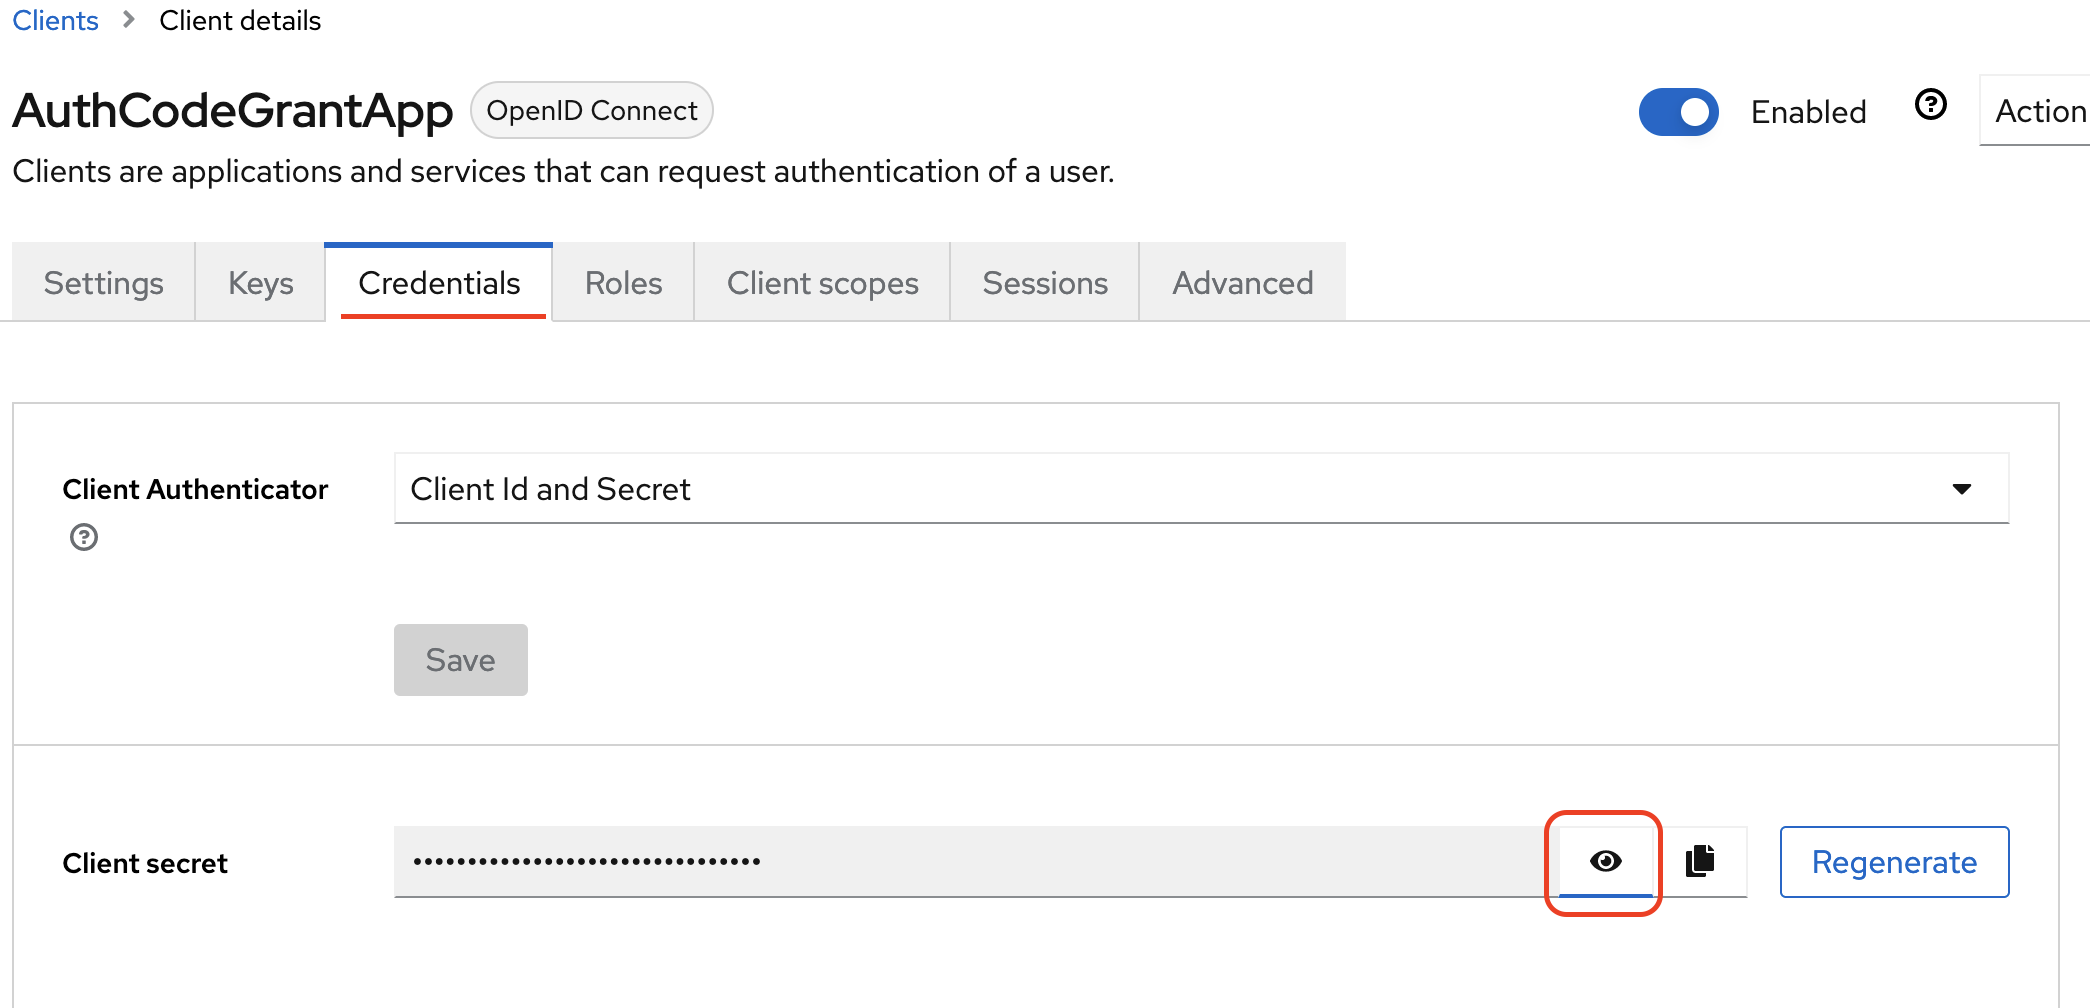 Clients > Client details
AuthCodeGrantApp OpenID Connect Enabled Action
Clients are applications and services that can request authentication of a user.
Settings Keys Credentials Roles Client scopes Sessions Advanced
Client Authenticator Client Id and Secret
Save
Client secret •••••••••••••••••••••••••••••••• Regenerate